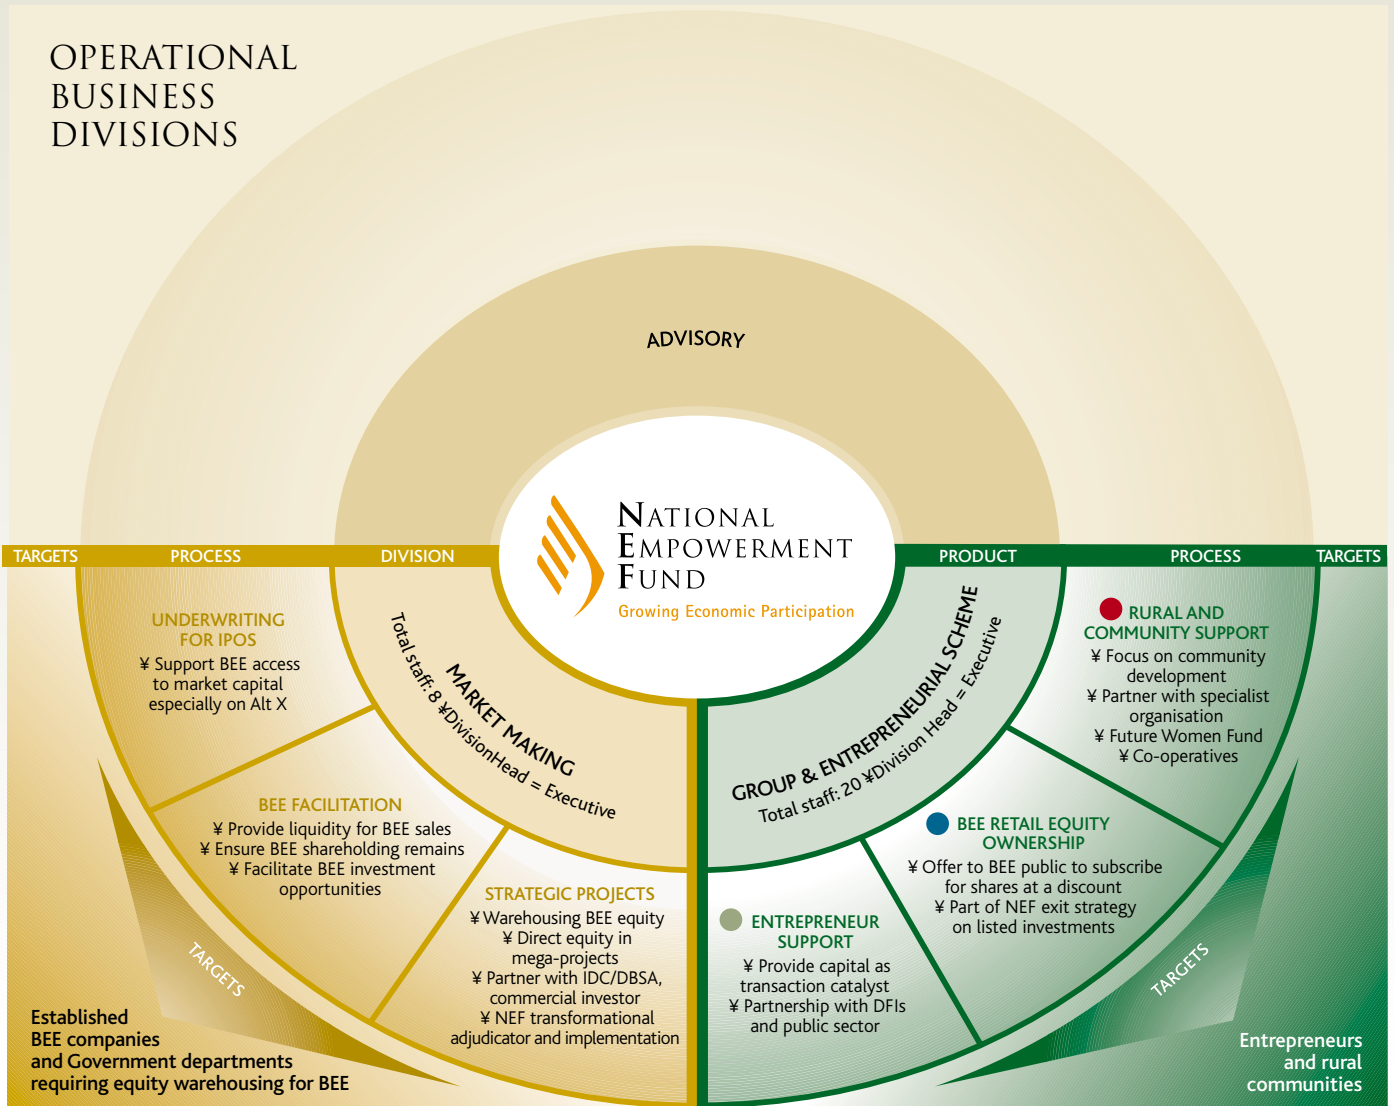 OPERATIONAL
BUSINESS
DIVISIONS
ADVISORY
NATIONAL
EMPOWERMENT
FUND
Growing Economic Participation
TARGETS
PROCESS
DIVISION
PRODUCT
PROCESS
TARGETS
UNDERWRITING
FOR IPOS
¥ Support BEE access
to market capital
especially on Alt X
BEE FACILITATION
¥ Provide liquidity for BEE sales
¥ Ensure BEE shareholding remains
¥ Facilitate BEE investment
opportunities
STRATEGIC PROJECTS
¥ Warehousing BEE equity
¥ Direct equity in
mega-projects
¥ Partner with IDC/DBSA,
commercial investor
¥ NEF transformational
adjudicator and implementation
MARKET MAKING
Total staff: 8 ¥DivisionHead = Executive
GROUP & ENTREPRENEURIAL SCHEME
Total staff: 20 ¥Division Head = Executive
ENTREPRENEUR
SUPPORT
¥ Provide capital as
transaction catalyst
¥ Partnership with DFIs
and public sector
BEE RETAIL EQUITY
OWNERSHIP
¥ Offer to BEE public to subscribe
for shares at a discount
¥ Part of NEF exit strategy
on listed investments
RURAL AND
COMMUNITY SUPPORT
¥ Focus on community
development
¥ Partner with specialist
organisation
¥ Future Women Fund
¥ Co-operatives
TARGETS
Established
BEE companies
and Government departments
requiring equity warehousing for BEE
TARGETS
Entrepreneurs
and rural
communities